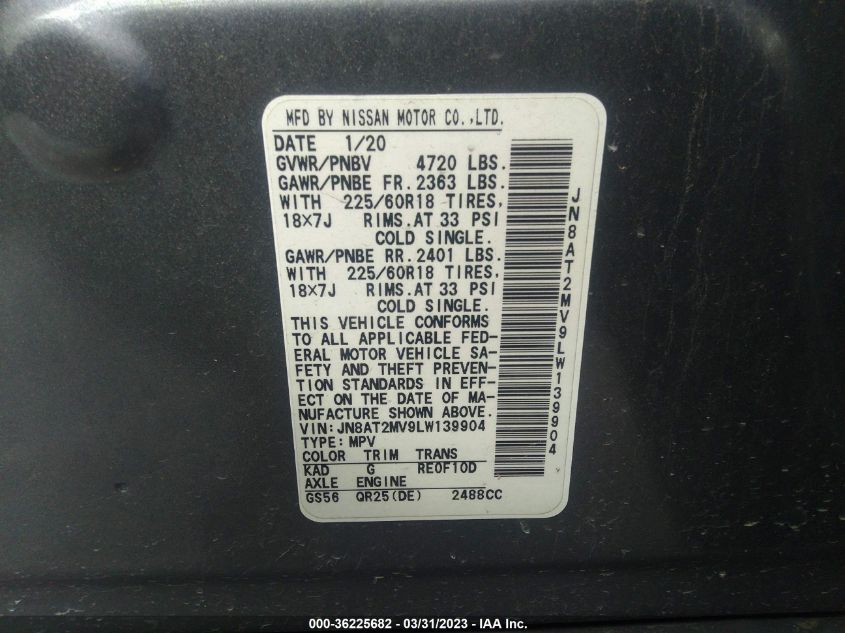 MFD BY NISSAN MOTOR CO.,LTD.
DATE 1/20
GVWR/PNBV 4720 LBS.
GAWR/PNBE FR.2363 LBS.
WITH 225/60R18 TIRES,
18×7J RIMS.AT 33 PSI
COLD SINGLE.
GAWR/PNBE RR.2401 LBS.
WITH 225/60R18 TIRES,
18×7J RIMS.AT 33 PSI
COLD SINGLE.
THIS VEHICLE CONFORMS
TO ALL APPLICABLE FED-
ERAL MOTOR VEHICLE SA-
FETY AND THEFT PREVEN-
TION STANDARDS IN EFF-
ECT ON THE DATE OF MA-
NUFACTURE SHOWN ABOVE.
VIN:JN8AT2MV9LW139904
TYPE:MPV
COLOR TRIM TRANS
KAD G RE0F10D
AXLE ENGINE
GS56 QR25(DE) 2488CC
JN8AT2MV9LW139904
000-36225682 - 03/31/2023 - IAA Inc.